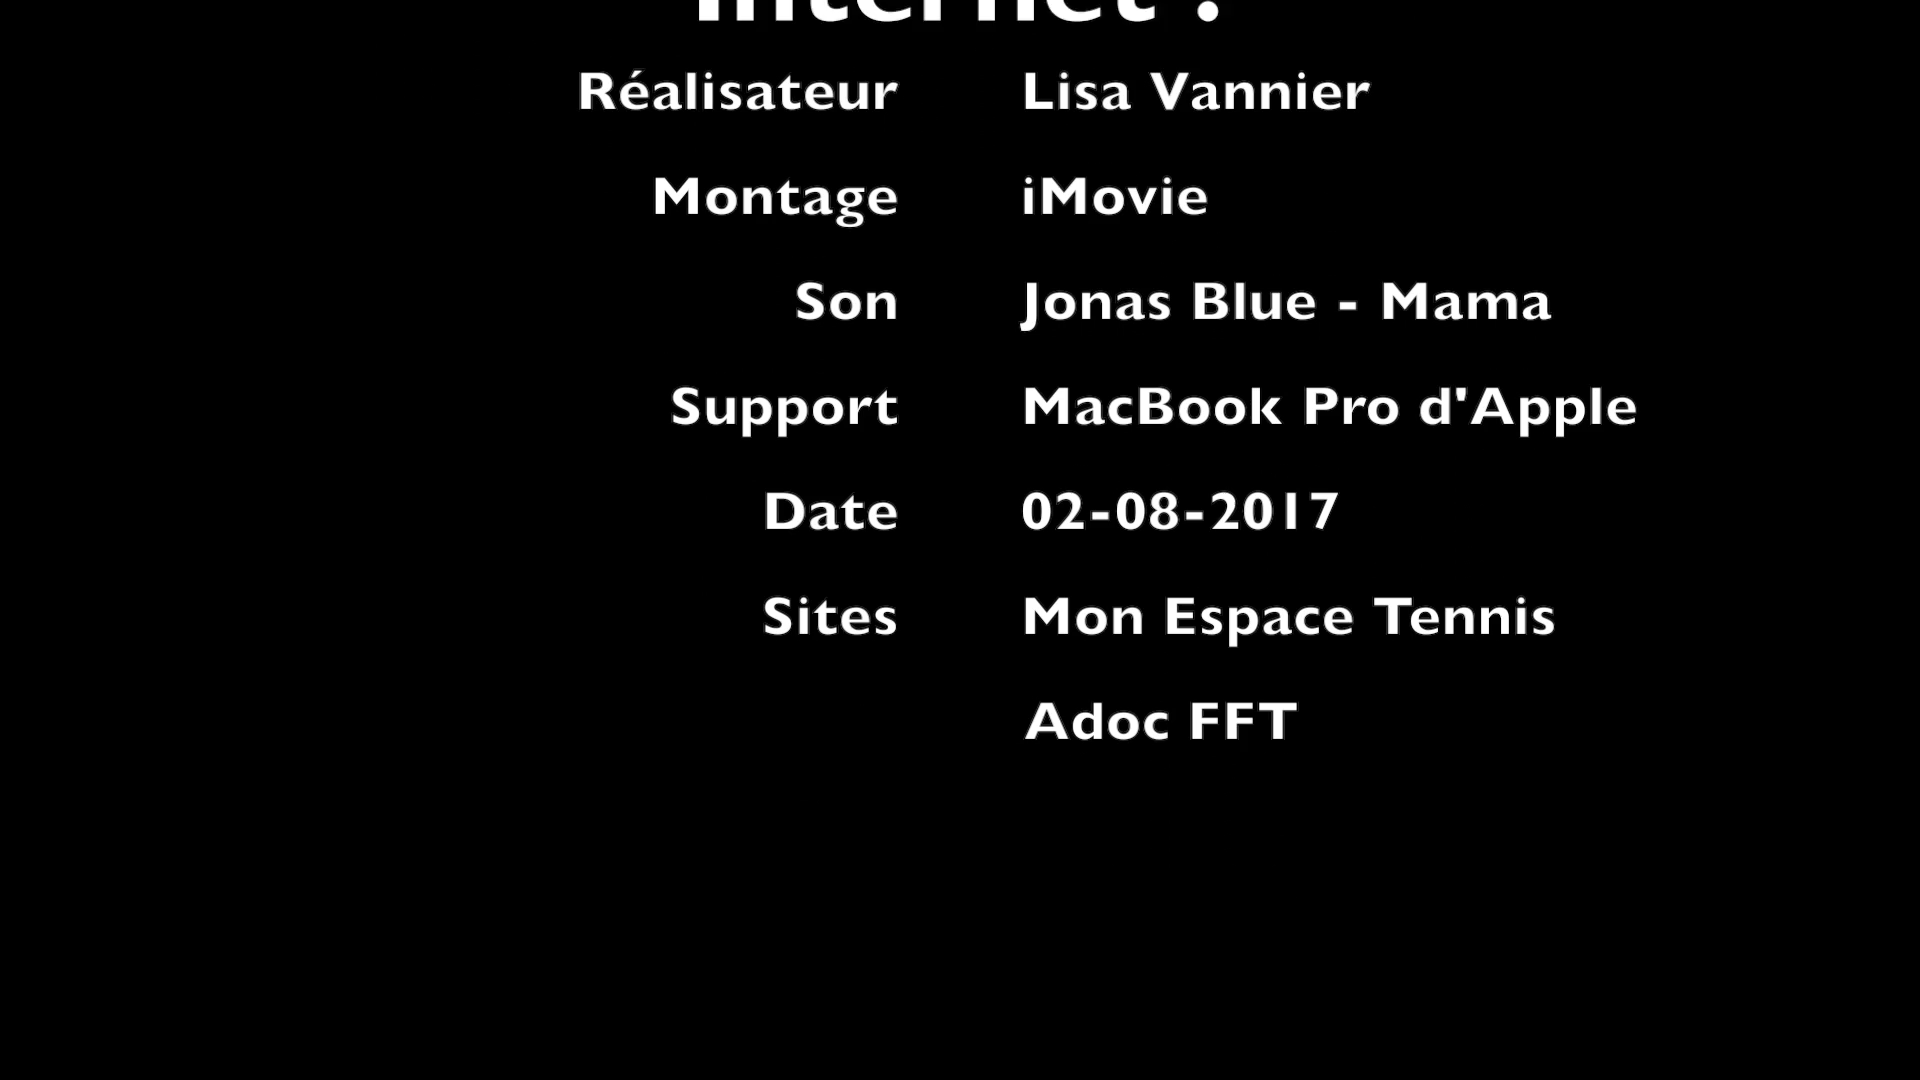 internet ?
Réalisateur Lisa Vannier
Montage iMovie
Son Jonas Blue - Mama
Support MacBook Pro d'Apple
Date 02-08-2017
Sites Mon Espace Tennis
Adoc FFT